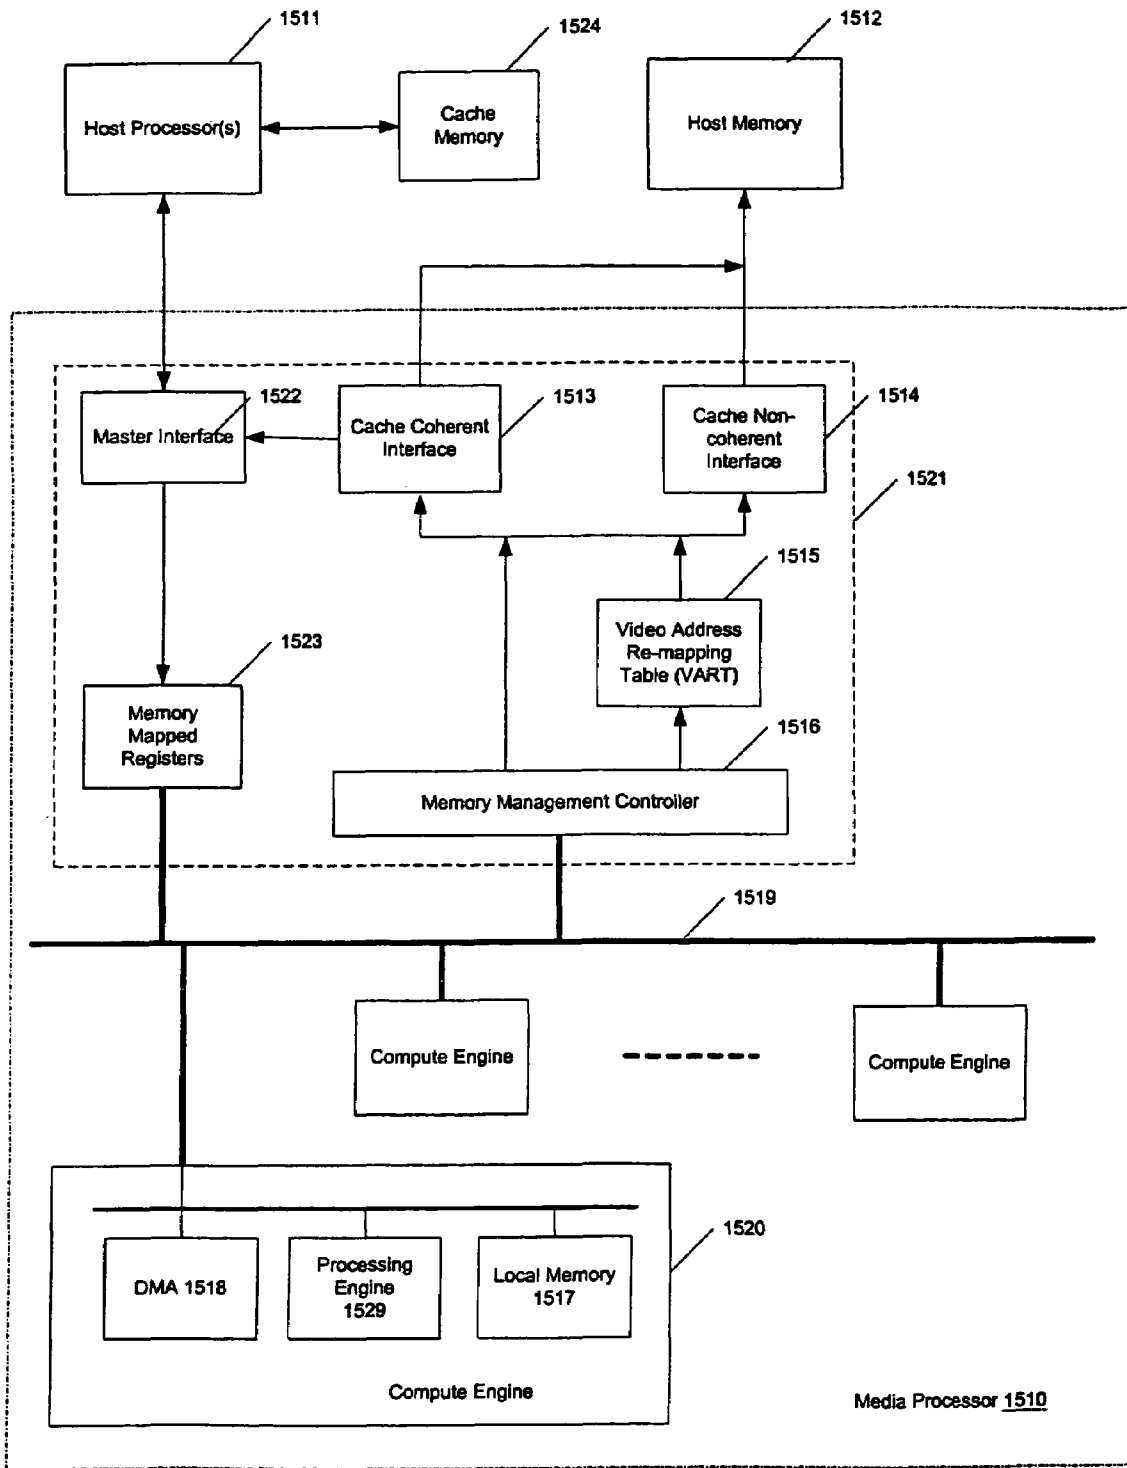 1511
1524
1512
Host Processor(s)
Cache
Memory
Host Memory
1522
Master Interface
1513
Cache Coherent
Interface
1514
Cache Non-
coherent
Interface
1521
1515
Video Address
Re-mapping
Table (VART)
1523
Memory
Mapped
Registers
1516
Memory Management Controller
1519
Compute Engine
Compute Engine
1520
DMA 1518
Processing
Engine
1529
Local Memory
1517
Compute Engine
Media Processor 1510